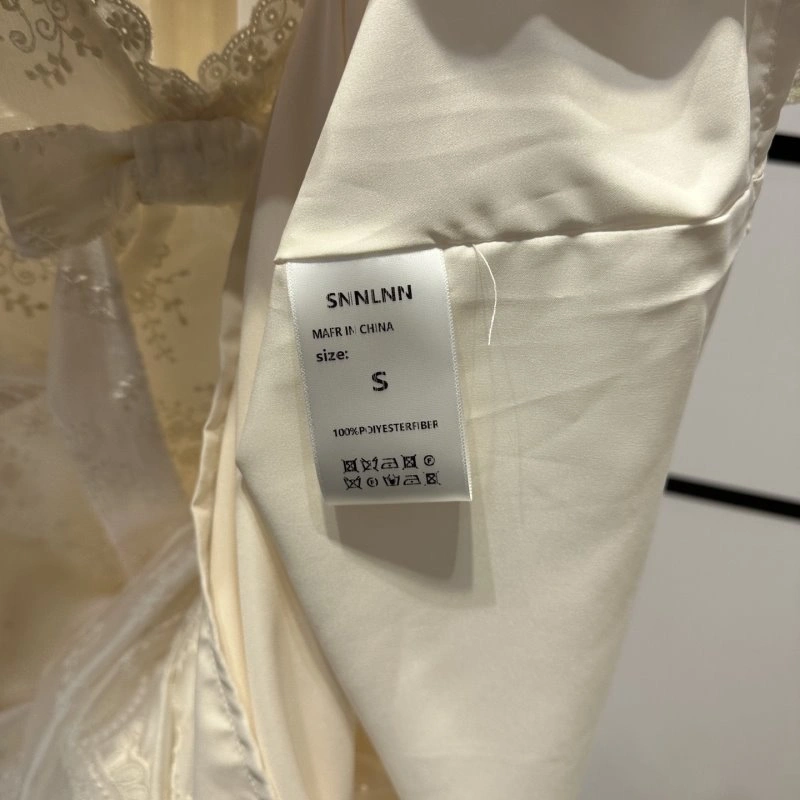 SNNLNN
MAFR IN CHINA
size:
S
100%POIYESTERFIBER